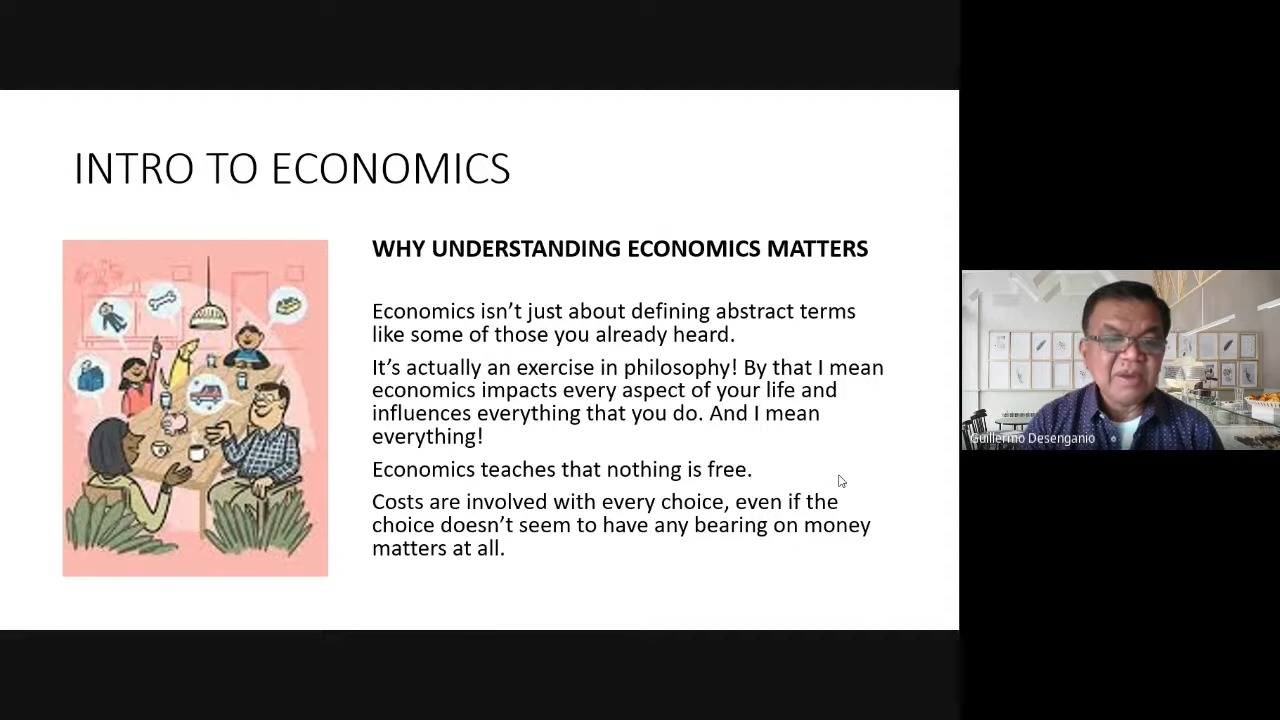 INTRO TO ECONOMICS
WHY UNDERSTANDING ECONOMICS MATTERS
Economics isn’t just about defining abstract terms
like some of those you already heard.
It’s actually an exercise in philosophy! By that I mean
economics impacts every aspect of your life and
influences everything that you do. And I mean
everything!
Economics teaches that nothing is free.
Costs are involved with every choice, even if the
choice doesn’t seem to have any bearing on money
matters at all.
Guillermo Desenganio